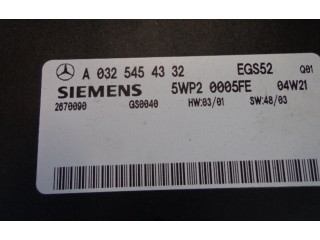 A 032 545 43 32 EGS52 Q01
SIEMENS 5WP2 0005FE 04W21
2670090 GS0040 HW:03/01 SW:48/03